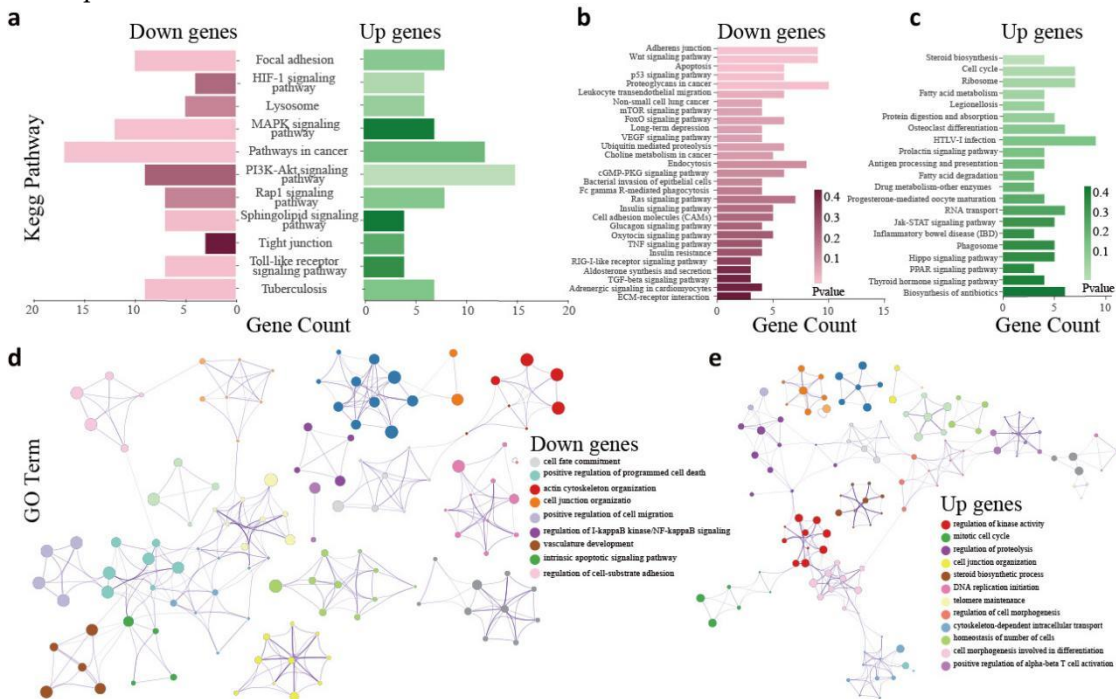 a
Down genes
Up genes
Kegg Pathway
Focal adhesion
HIF-1 signaling
pathway
Lysosome
MAPK signaling
pathway
Pathways in cancer
PI3K-Akt signaling
pathway
Rap1 signaling
pathway
Sphingolipid signaling
pathway
Tight junction
Toll-like receptor
signaling pathway
Tuberculosis
20 15 10 5 0
0 5 10 15 20
Gene Count
b
Down genes
Adherens junction
Wnt signaling pathway
Apoptosis
p53 signaling pathway
Proteoglycans in cancer
Leukocyte transendothelial migration
Non-small cell lung cancer
mTOR signaling pathway
FoxO signaling pathway
Long-term depression
VEGF signaling pathway
Ubiquitin mediated proteolysis
Choline metabolism in cancer
Endocytosis
cGMP-PKG signaling pathway
Bacterial invasion of epithelial cells
Fc gamma R-mediated phagocytosis
Ras signaling pathway
Insulin signaling pathway
Cell adhesion molecules (CAMs)
Glucagon signaling pathway
Oxytocin signaling pathway
TNF signaling pathway
Insulin resistance
RIG-I-like receptor signaling pathway
Aldosterone synthesis and secretion
TGF-beta signaling pathway
Adrenergic signaling in cardiomyocytes
ECM-receptor interaction
0.4
0.3
0.2
0.1
Pvalue
0 5 10 15
Gene Count
c
Up genes
Steroid biosynthesis
Cell cycle
Ribosome
Fatty acid metabolism
Legionellosis
Protein digestion and absorption
Osteoclast differentiation
HTLV-I infection
Prolactin signaling pathway
Antigen processing and presentation
Fatty acid degradation
Drug metabolism-other enzymes
Progesterone-mediated oocyte maturation
RNA transport
Jak-STAT signaling pathway
Inflammatory bowel disease (IBD)
Phagosome
Hippo signaling pathway
PPAR signaling pathway
Thyroid hormone signaling pathway
Biosynthesis of antibiotics
0.4
0.3
0.2
0.1
Pvalue
0 5 10
Gene Count
d
GO Term
Down genes
cell fate commitment
positive regulation of programmed cell death
actin cytoskeleton organization
cell junction organizatio
positive regulation of cell migration
regulation of I-kappaB kinase/NF-kappaB signaling
vasculature development
intrinsic apoptotic signaling pathway
regulation of cell-substrate adhesion
e
Up genes
regulation of kinase activity
mitotic cell cycle
regulation of proteolysis
cell junction organization
steroid biosynthetic process
DNA replication initiation
telomere maintenance
regulation of cell morphogenesis
cytoskeleton-dependent intracellular transport
homeostasis of number of cells
cell morphogenesis involved in differentiation
positive regulation of alpha-beta T cell activation